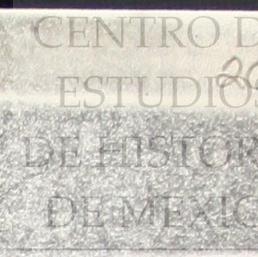 CENTRO D
ESTUDIOS
DE HISTOR
DE MEXIC